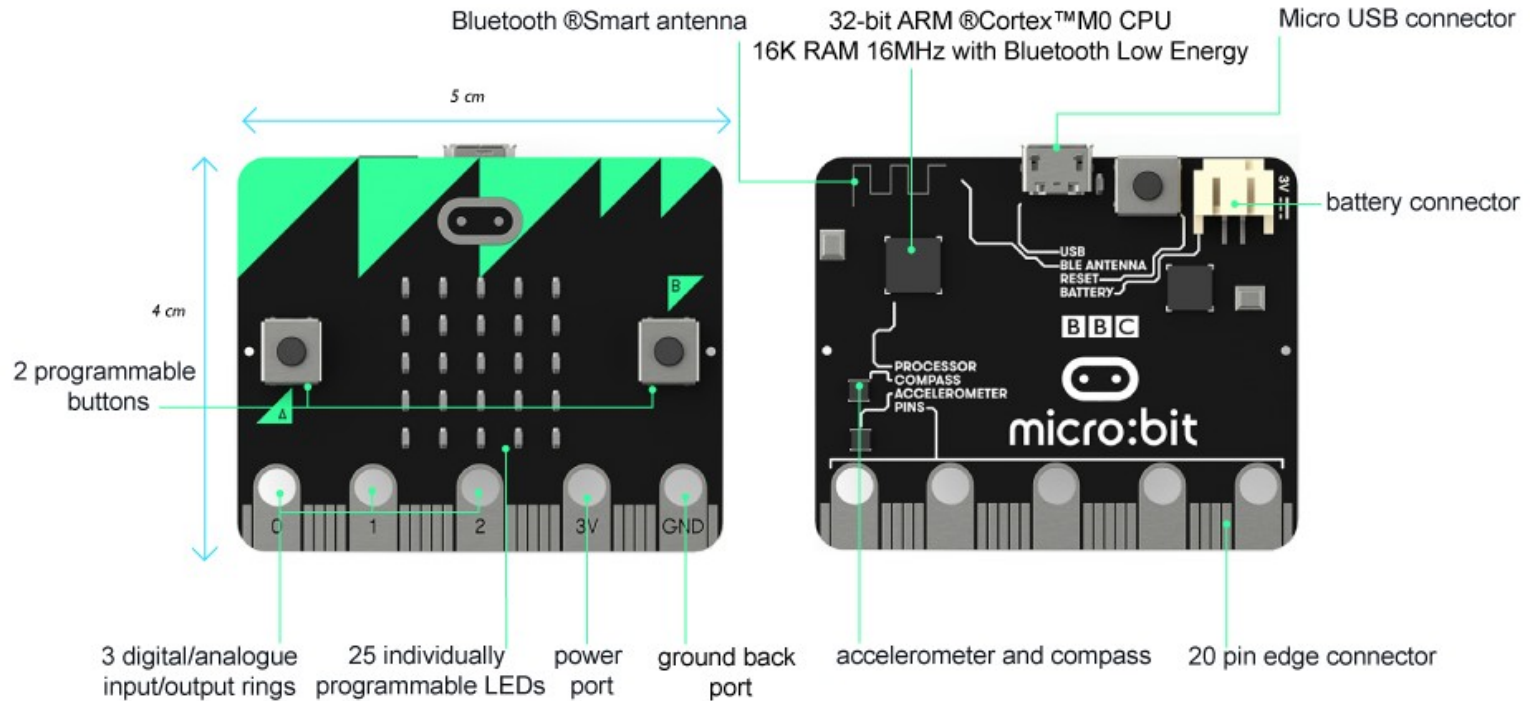 Bluetooth ®Smart antenna
32-bit ARM ®Cortex™M0 CPU
16K RAM 16MHz with Bluetooth Low Energy
Micro USB connector
5 cm
4 cm
B
A
2 programmable
buttons
0
1
2
3V
GND
3V
battery connector
USB
BLE ANTENNA
RESET
BATTERY
BBC
PROCESSOR
COMPASS
ACCELEROMETER
PINS
micro:bit
3 digital/analogue
input/output rings
25 individually
programmable LEDs
power
port
ground back
port
accelerometer and compass
20 pin edge connector